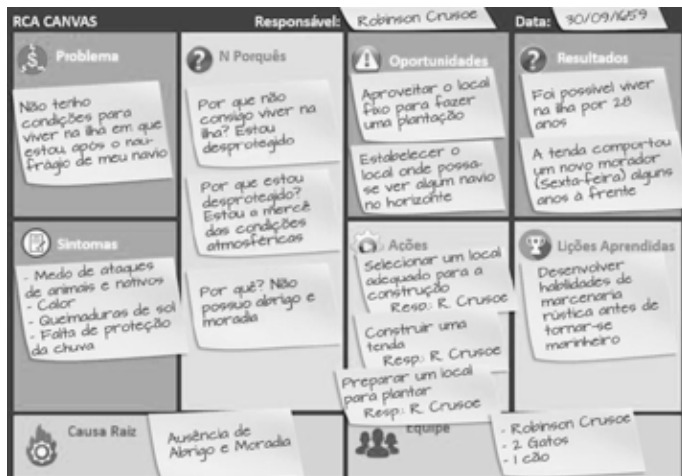 RCA CANVAS
Responsável:
Robinson Crusoe
Data:
30/09/1659
Problema
Não tenho
condições para
viver na ilha em que
estou após o nau-
frágio de meu navio
N Porquês
Por que não
consigo viver na
ilha? Estou
desprotegido
Por que estou
desprotegido?
Estou a mercê
das condições
atmosféricas
Por quê? Não
possuo abrigo e
moradia
Oportunidades
Aproveitar o local
fixo para fazer
uma plantação
Estabelecer o
local onde possa-
se ver algum navio
no horizonte
Resultados
Foi possível viver
na ilha por 28
anos
A tenda comportou
um novo morador
(Sexta-feira) alguns
anos à frente
Sintomas
- Medo de ataques
de animais e nativos
- Calor
- Queimaduras de sol
- Falta de proteção
da chuva
Ações
Selecionar um local
adequado para a
construção
Resp.: R. Crusoe
Construir uma
tenda
Resp: R. Crusoe
Preparar um local
para plantar
Resp.: R. Crusoe
Lições Aprendidas
Desenvolver
habilidades de
marcenaria
rústica antes de
tornar-se
marinheiro
Causa Raiz
Ausência de
Abrigo e Moradia
Equipe
- Robinson Crusoe
- 2 Gatos
- 1 cão